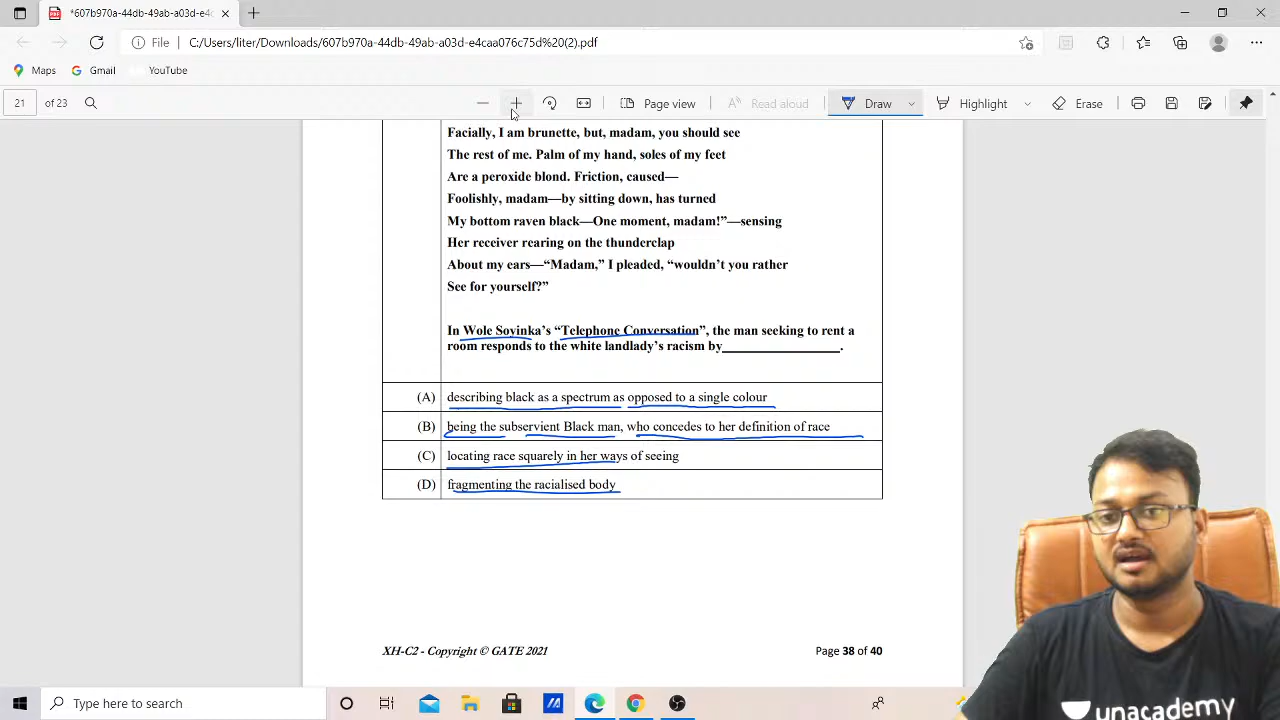 *607b970a-44db-49ab-a03d-e4
File
C:/Users/liter/Downloads/607b970a-44db-49ab-a03d-e4caa076c75d%20(2).pdf
Maps
Gmail
YouTube
21
of 23
Page view
Read aloud
Draw
Highlight
Erase
Facially, I am brunette, but, madam, you should see
The rest of me. Palm of my hand, soles of my feet
Are a peroxide blond. Friction, caused—
Foolishly, madam—by sitting down, has turned
My bottom raven black—One moment, madam!”—sensing
Her receiver rearing on the thunderclap
About my ears—“Madam,” I pleaded, “wouldn’t you rather
See for yourself?”
In Wole Soyinka’s “Telephone Conversation”, the man seeking to rent a
room responds to the white landlady’s racism by________________.
(A) describing black as a spectrum as opposed to a single colour
(B) being the subservient Black man, who concedes to her definition of race
(C) locating race squarely in her ways of seeing
(D) fragmenting the racialised body
XH-C2 - Copyright © GATE 2021
Page 38 of 40
Type here to search
unacademy